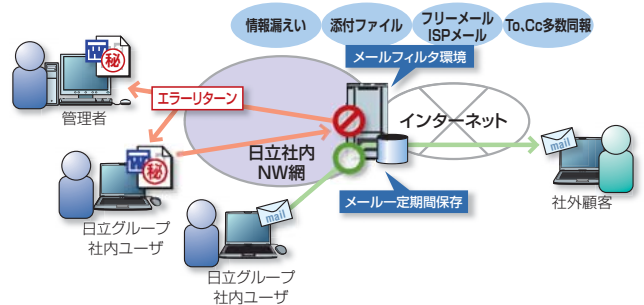 情報漏えい
添付ファイル
フリーメール
ISPメール
To、Cc多数同報
メールフィルタ環境
W
秘
エラーリターン
管理者
インターネット
日立社内
NW網
W
秘
mail
メール一定期間保存
社外顧客
日立グループ
社内ユーザ
mail
日立グループ
社内ユーザ